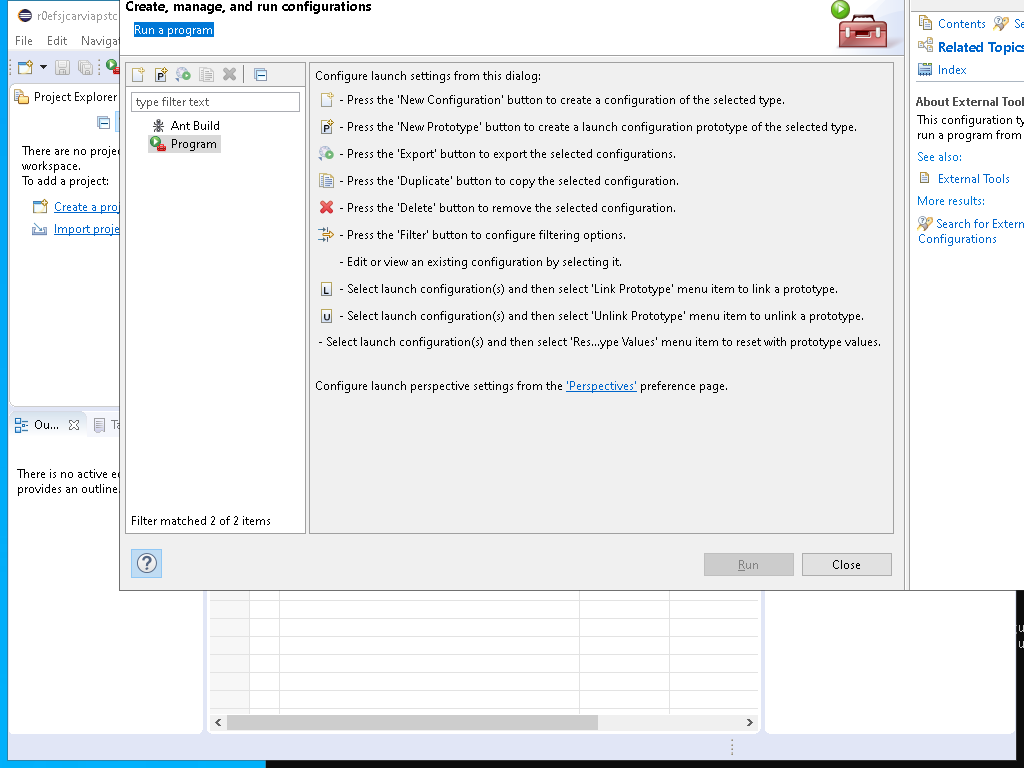 r0efsjcarviapstc
File Edit Navigat
Project Explorer
There are no proje
workspace.
To add a project:
Create a proj
Import proje
Ou...
Ta
There is no active e
provides an outline.
Create, manage, and run configurations
Run a program
type filter text
Ant Build
Program
Filter matched 2 of 2 items
Configure launch settings from this dialog:
- Press the 'New Configuration' button to create a configuration of the selected type.
P - Press the 'New Prototype' button to create a launch configuration prototype of the selected type.
- Press the 'Export' button to export the selected configurations.
- Press the 'Duplicate' button to copy the selected configuration.
- Press the 'Delete' button to remove the selected configuration.
- Press the 'Filter' button to configure filtering options.
- Edit or view an existing configuration by selecting it.
L - Select launch configuration(s) and then select 'Link Prototype' menu item to link a prototype.
U - Select launch configuration(s) and then select 'Unlink Prototype' menu item to unlink a prototype.
- Select launch configuration(s) and then select 'Res...ype Values' menu item to reset with prototype values.
Configure launch perspective settings from the 'Perspectives' preference page.
? Run Close
Contents Se
Related Topics
Index
About External Tool
This configuration ty
run a program from
See also:
External Tools
More results:
Search for Extern
Configurations